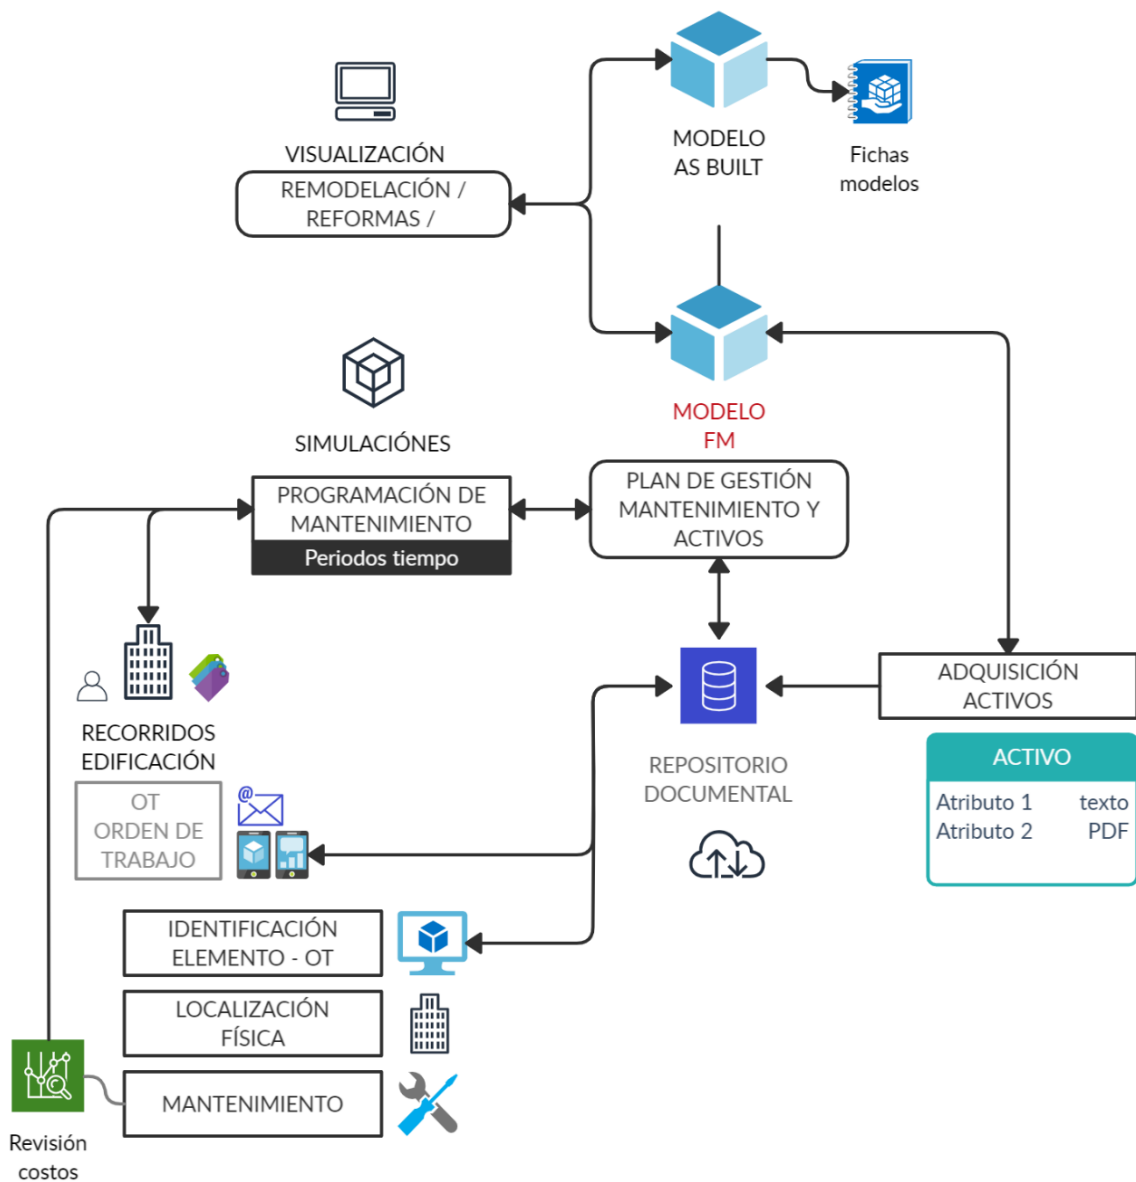 MODELO
AS BUILT
Fichas
modelos
VISUALIZACIÓN
REMODELACIÓN /
REFORMAS /
MODELO
FM
SIMULACIÓNES
PROGRAMACIÓN DE
MANTENIMIENTO
Periodos tiempo
PLAN DE GESTIÓN
MANTENIMIENTO Y
ACTIVOS
ADQUISICIÓN
ACTIVOS
ACTIVO
Atributo 1 texto
Atributo 2 PDF
REPOSITORIO
DOCUMENTAL
RECORRIDOS
EDIFICACIÓN
OT
ORDEN DE
TRABAJO
@
IDENTIFICACIÓN
ELEMENTO - OT
LOCALIZACIÓN
FÍSICA
MANTENIMIENTO
Revisión
costos